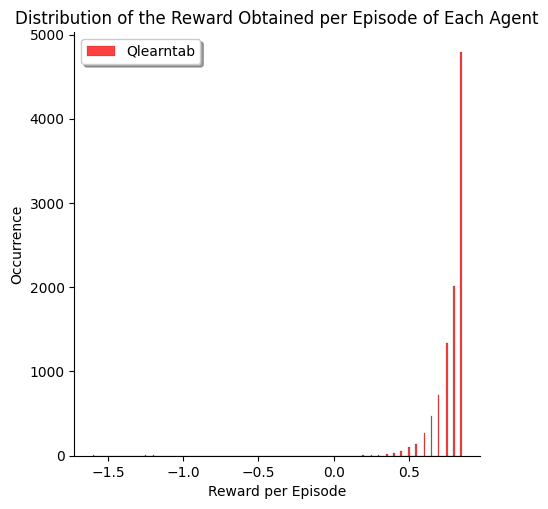 Distribution of the Reward Obtained per Episode of Each Agent
Qlearntab
5000
4000
3000
2000
1000
0
Occurrence
−1.5 −1.0 −0.5 0.0 0.5
Reward per Episode